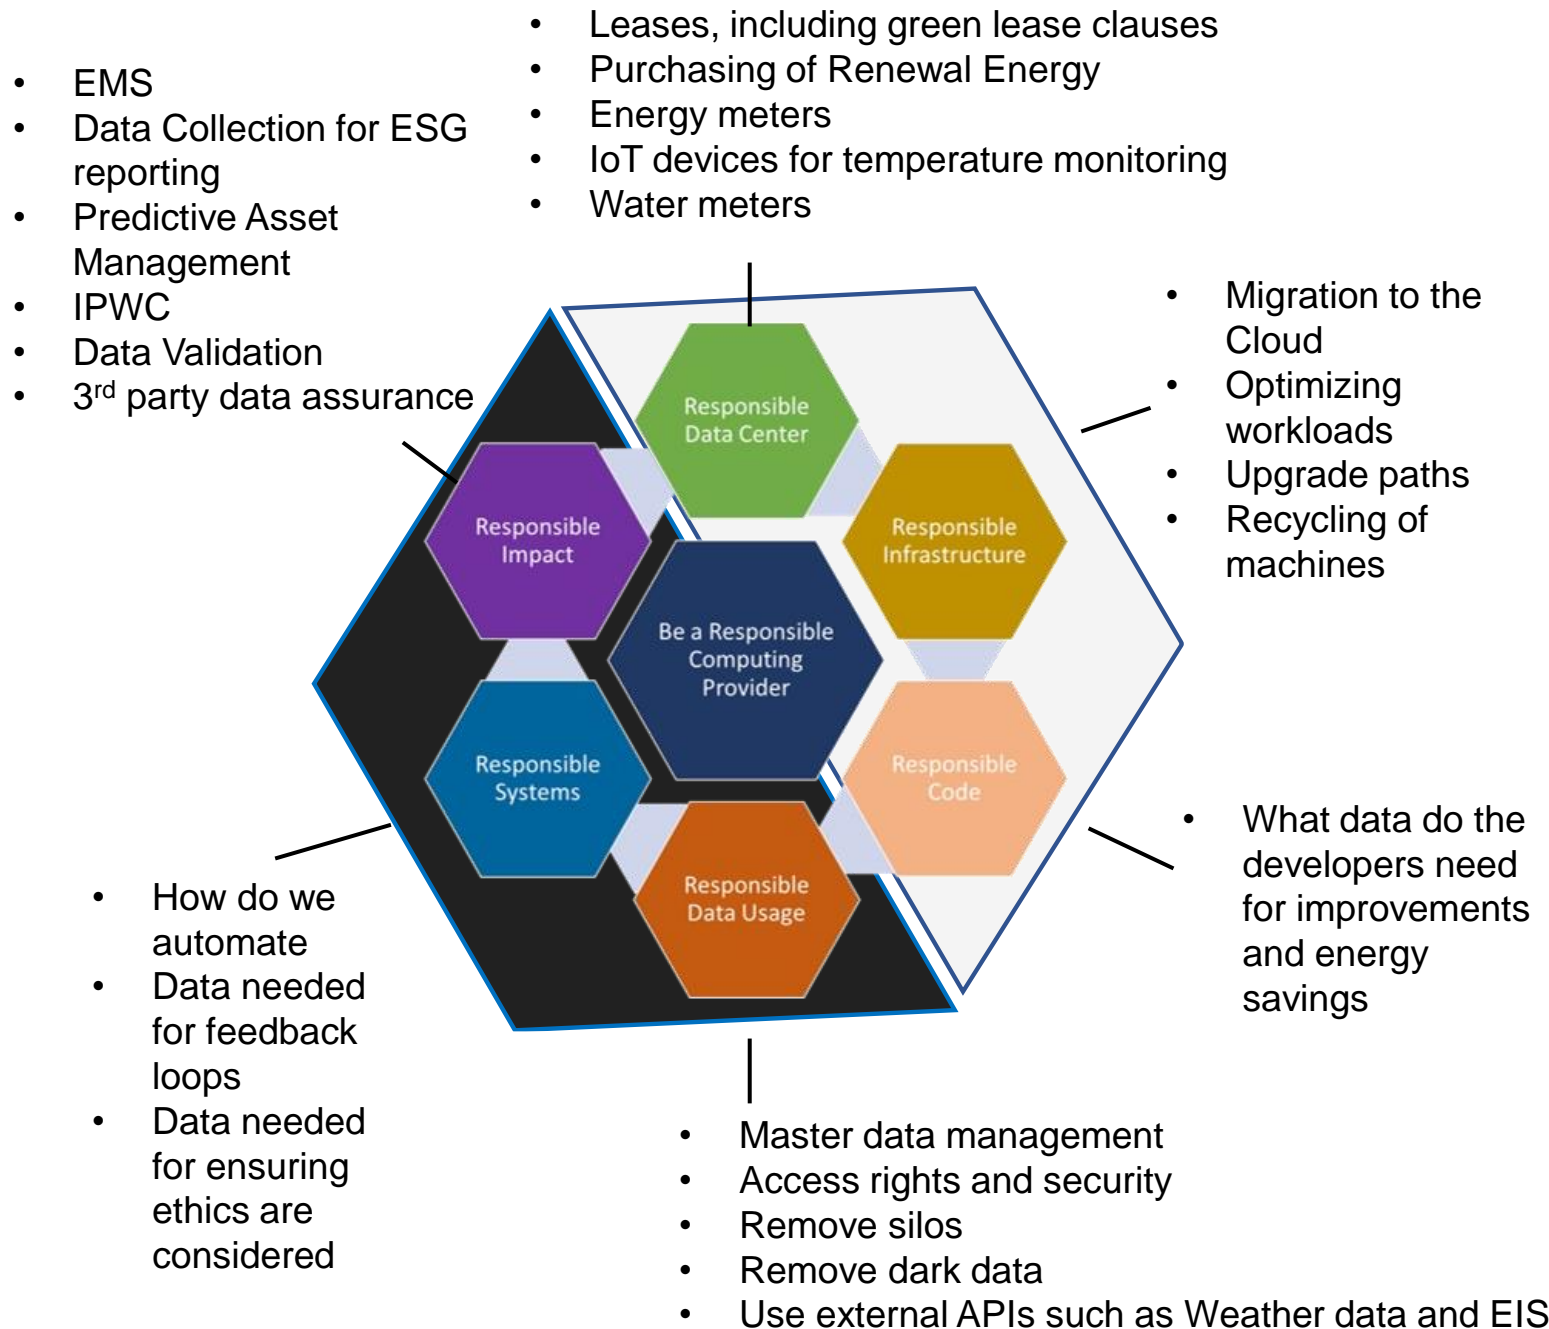 • Leases, including green lease clauses
• Purchasing of Renewal Energy
• Energy meters
• IoT devices for temperature monitoring
• Water meters
• EMS
• Data Collection for ESG
reporting
• Predictive Asset
Management
• IPWC
• Data Validation
• 3rd party data assurance
• Migration to the
Cloud
• Optimizing
workloads
• Upgrade paths
• Recycling of
machines
Responsible
Data Center
Responsible
Impact
Responsible
Infrastructure
Be a Responsible
Computing
Provider
Responsible
Systems
Responsible
Code
Responsible
Data Usage
• What data do the
developers need
for improvements
and energy
savings
• How do we
automate
• Data needed
for feedback
loops
• Data needed
for ensuring
ethics are
considered
• Master data management
• Access rights and security
• Remove silos
• Remove dark data
• Use external APIs such as Weather data and EIS